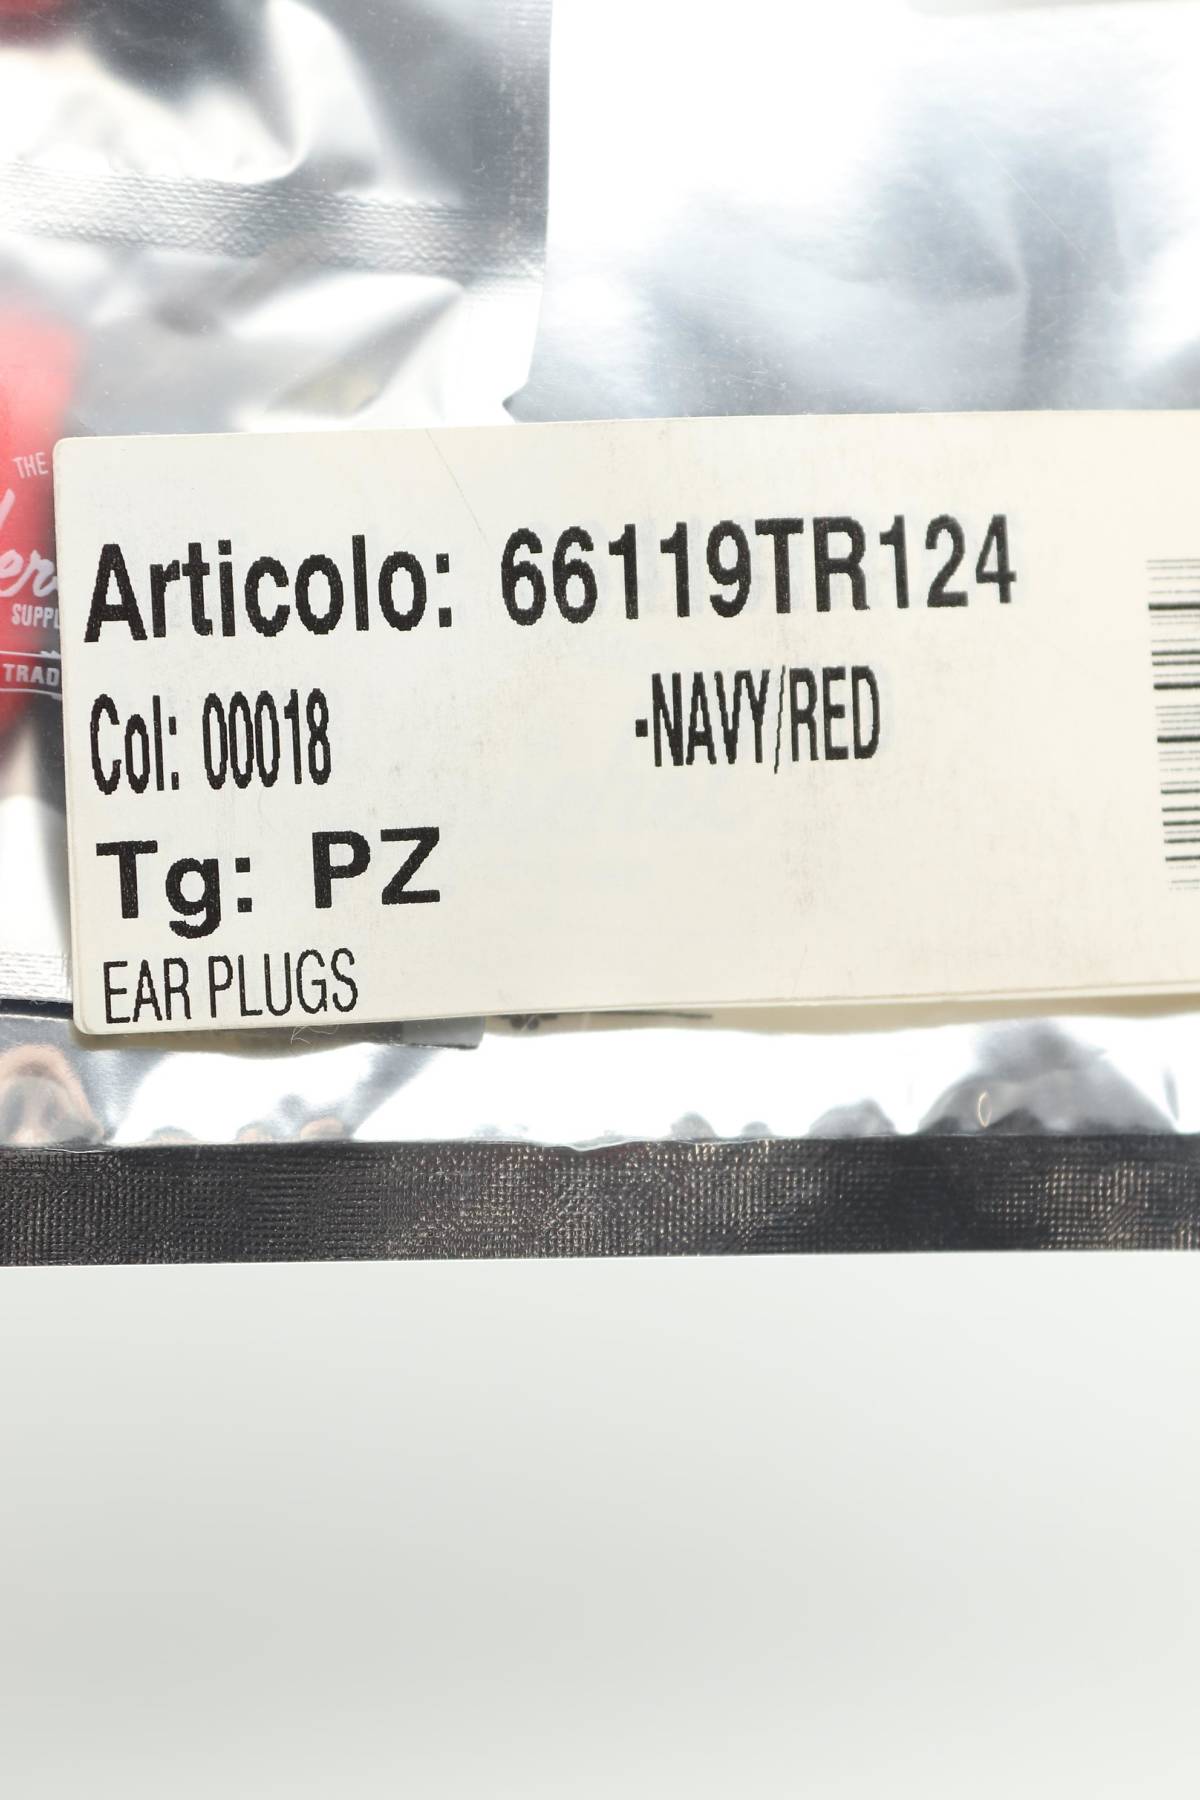 THE
SUPPL
TRAD
Articolo: 66119TR124
Col: 00018 -NAVY/RED
Tg: PZ
EAR PLUGS